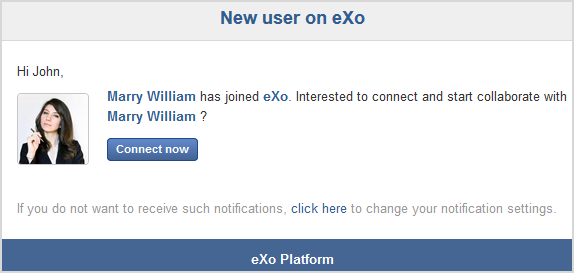 New user on eXo
Hi John,
Marry William has joined eXo. Interested to connect and start collaborate with
Marry William ?
Connect now
If you do not want to receive such notifications, click here to change your notification settings.
eXo Platform